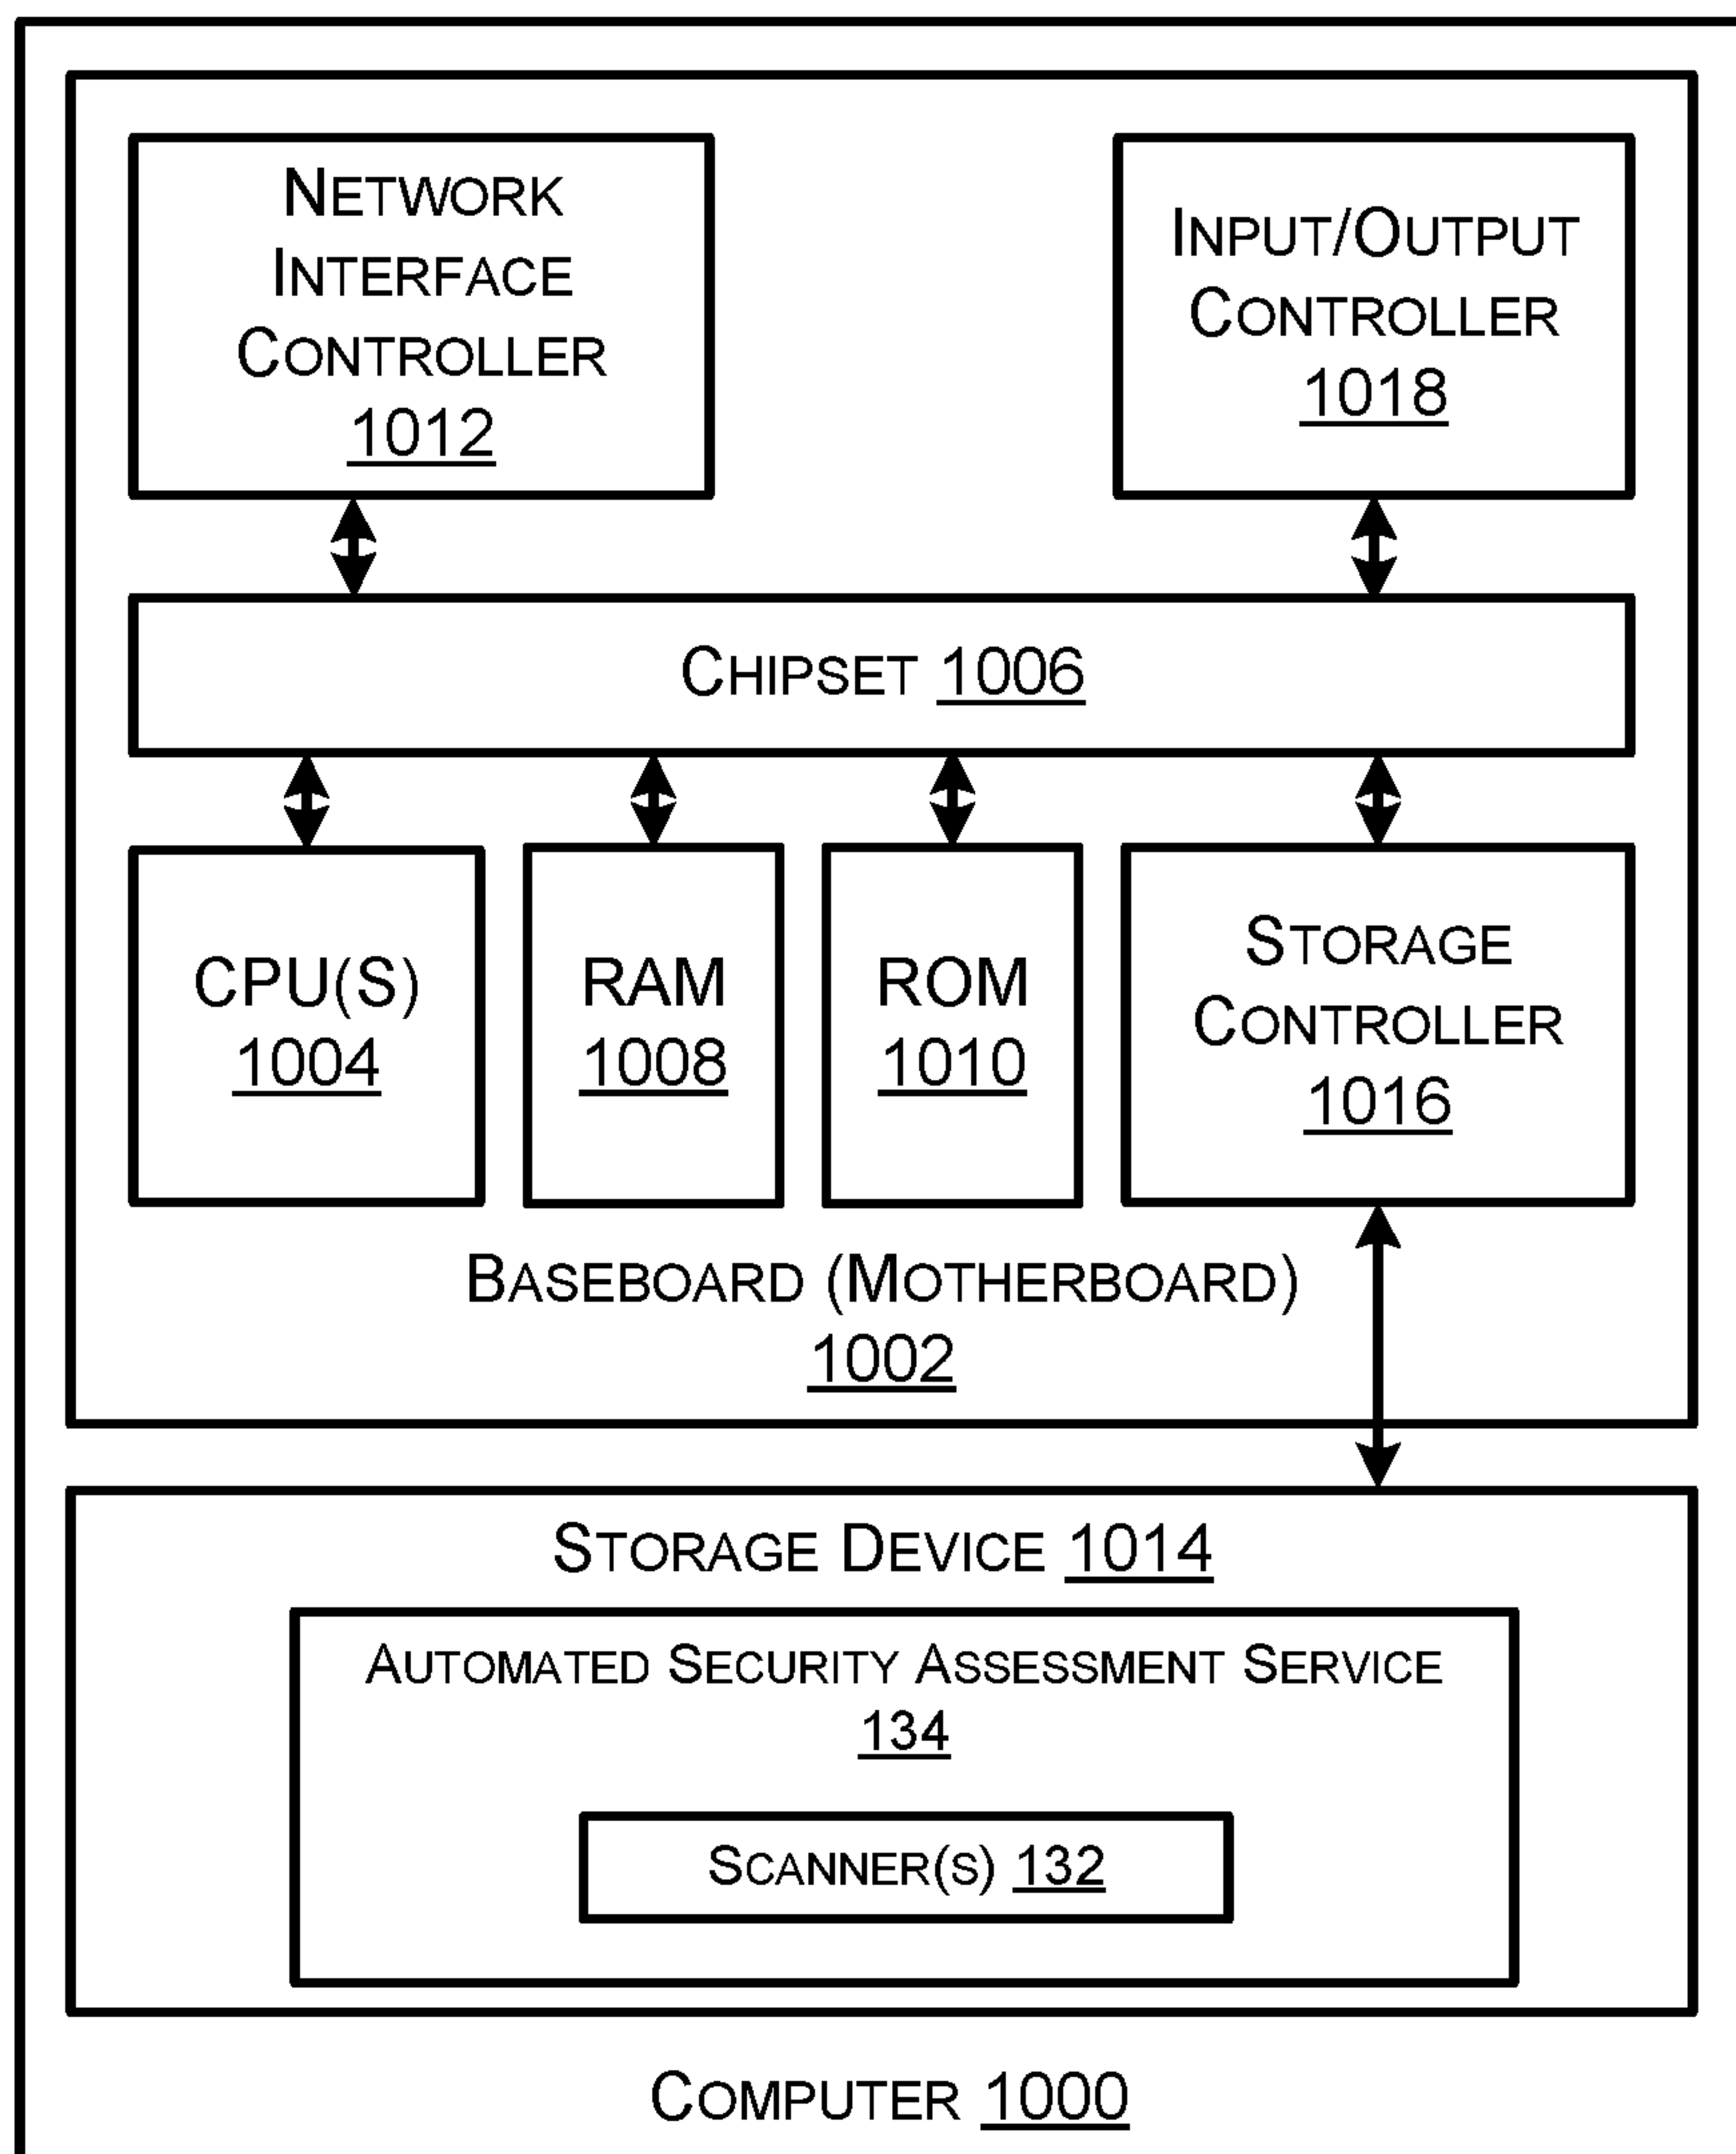 NETWORK
INTERFACE
CONTROLLER
1012
INPUT/OUTPUT
CONTROLLER
1018
CHIPSET 1006
CPU(S)
1004
RAM
1008
ROM
1010
STORAGE
CONTROLLER
1016
BASEBOARD (MOTHERBOARD)
1002
STORAGE DEVICE 1014
AUTOMATED SECURITY ASSESSMENT SERVICE
134
SCANNER(S) 132
COMPUTER 1000